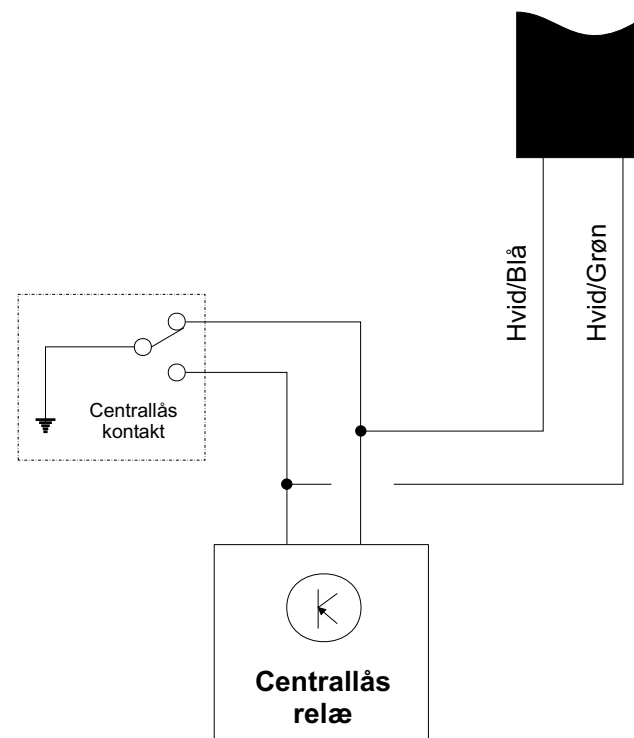 Hvid/Blå
Hvid/Grøn
Centrallås
kontakt
Centrallås
relæ